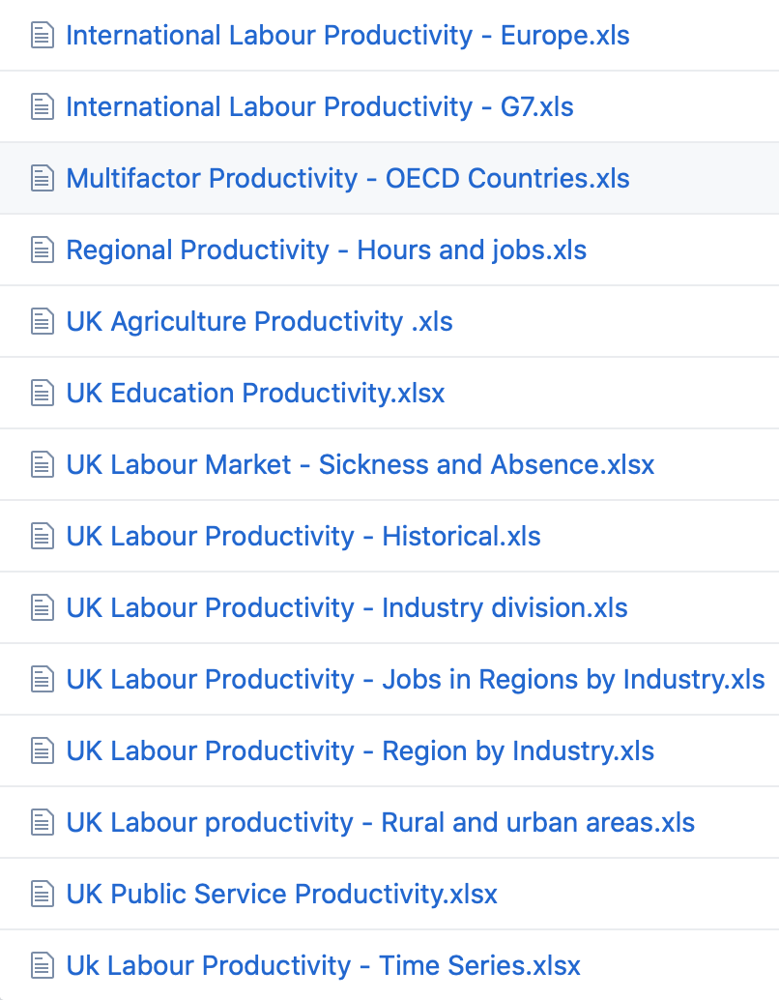 International Labour Productivity - Europe.xls
International Labour Productivity - G7.xls
Multifactor Productivity - OECD Countries.xls
Regional Productivity - Hours and jobs.xls
UK Agriculture Productivity .xls
UK Education Productivity.xlsx
UK Labour Market - Sickness and Absence.xlsx
UK Labour Productivity - Historical.xls
UK Labour Productivity - Industry division.xls
UK Labour Productivity - Jobs in Regions by Industry.xls
UK Labour Productivity - Region by Industry.xls
UK Labour productivity - Rural and urban areas.xls
UK Public Service Productivity.xlsx
Uk Labour Productivity - Time Series.xlsx